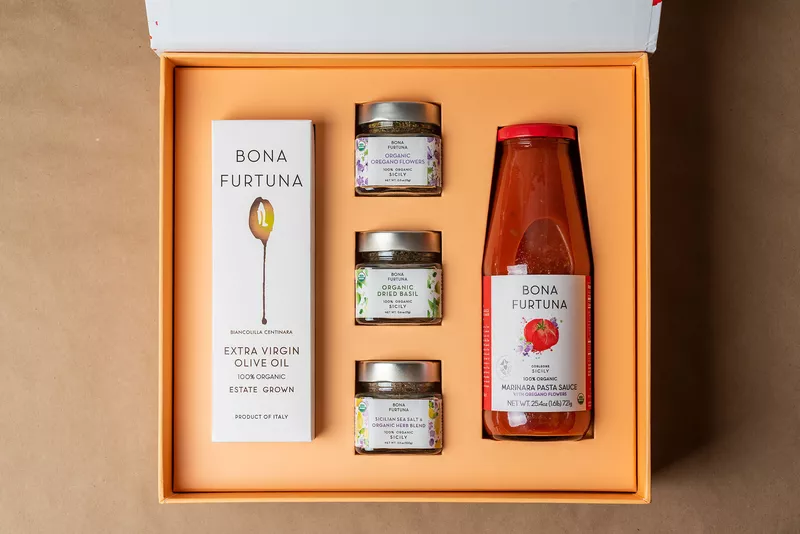 BONA
FURTUNA
BIANCOLILLA CENTINARA
EXTRA VIRGIN
OLIVE OIL
100% ORGANIC
ESTATE GROWN
PRODUCT OF ITALY
BONA
FURTUNA
ORGANIC
OREGANO FLOWERS
100% ORGANIC
SICILY
BONA
FURTUNA
ORGANIC
DRIED BASIL
100% ORGANIC
SICILY
BONA
FURTUNA
SICILIAN SEA SALT &
ORGANIC HERB BLEND
100% ORGANIC
SICILY
BONA
FURTUNA
CORLEONE
SICILY
100% ORGANIC
MARINARA PASTA SAUCE
WITH OREGANO FLOWERS
NET WT. 25.4oz (1.6lb) 721g